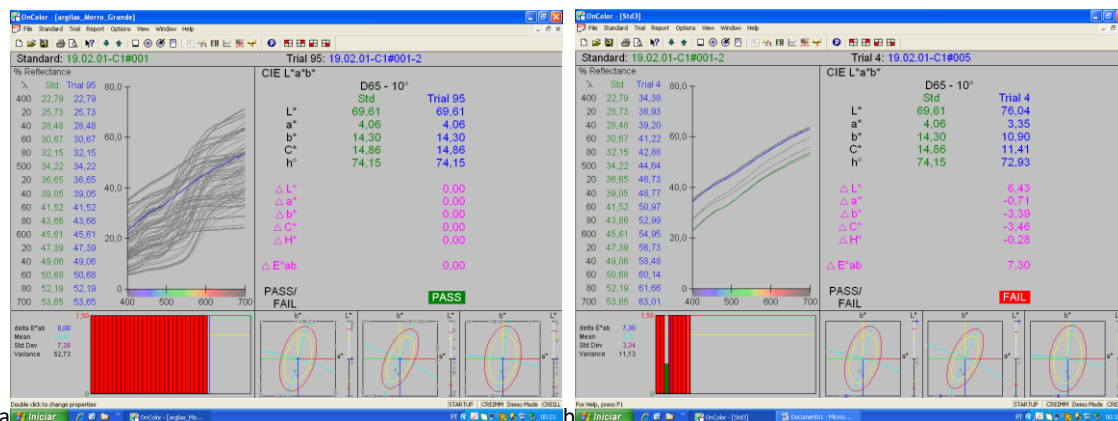 OnColor - [argilas_Morro_Grande]
File Standard Trial Report Options View Window Help
Standard: 19.02.01-C1#001 Trial 95: 19.02.01-C1#001-2
% Reflectance
λ Std Trial 95
400 22,79 22,79
20 25,73 25,73
40 28,48 28,48
60 30,67 30,67
80 32,15 32,15
500 34,22 34,22
20 36,65 36,65
40 39,05 39,05
60 41,52 41,52
80 43,66 43,66
600 45,61 45,61
20 47,39 47,39
40 49,06 49,06
60 50,68 50,68
80 52,19 52,19
700 53,65 53,65
80,0
60,0
40,0
20,0
0,0
400 500 600 700
CIE L*a*b*
D65 - 10°
Std Trial 95
L* 69,61 69,61
a* 4,06 4,06
b* 14,30 14,30
C* 14,86 14,86
h° 74,15 74,15
△ L* 0,00
△ a* 0,00
△ b* 0,00
△ C* 0,00
△ H* 0,00
△ E*ab 0,00
PASS/
FAIL
PASS
1,50
0
delta E*ab 0,00
Mean
Std Dev 7,26
Variance 52,73
b* L* b* L* b* L*
a* a* a*
Double click to change properties
STARTUP CREIMM Demo Mode CREILL
Iniciar
OnColor - [argilas_Mo...
PT 00:23
a
OnColor - [Std3]
File Standard Trial Report Options View Window Help
Standard: 19.02.01-C1#001-2 Trial 4: 19.02.01-C1#005
% Reflectance
λ Std Trial 4
400 22,79 34,38
20 25,73 36,93
40 28,48 39,20
60 30,67 41,22
80 32,15 42,88
500 34,22 44,64
20 36,65 46,73
40 39,05 48,77
60 41,52 50,97
80 43,66 52,99
600 45,61 54,95
20 47,39 56,73
40 49,06 58,48
60 50,68 60,14
80 52,19 61,66
700 53,65 63,01
80,0
60,0
40,0
20,0
0,0
400 500 600 700
CIE L*a*b*
D65 - 10°
Std Trial 4
L* 69,61 76,04
a* 4,06 3,35
b* 14,30 10,90
C* 14,86 11,41
h° 74,15 72,93
△ L* 6,43
△ a* -0,71
△ b* -3,39
△ C* -3,46
△ H* -0,28
△ E*ab 7,30
PASS/
FAIL
FAIL
1,50
0
delta E*ab 7,30
Mean
Std Dev 3,34
Variance 11,13
b* L* b* L* b* L*
a* a* a*
For Help, press F1
STARTUP CREIMM Demo Mode
Iniciar
OnColor - [Std3]
Documento1 - Micros...
PT
b